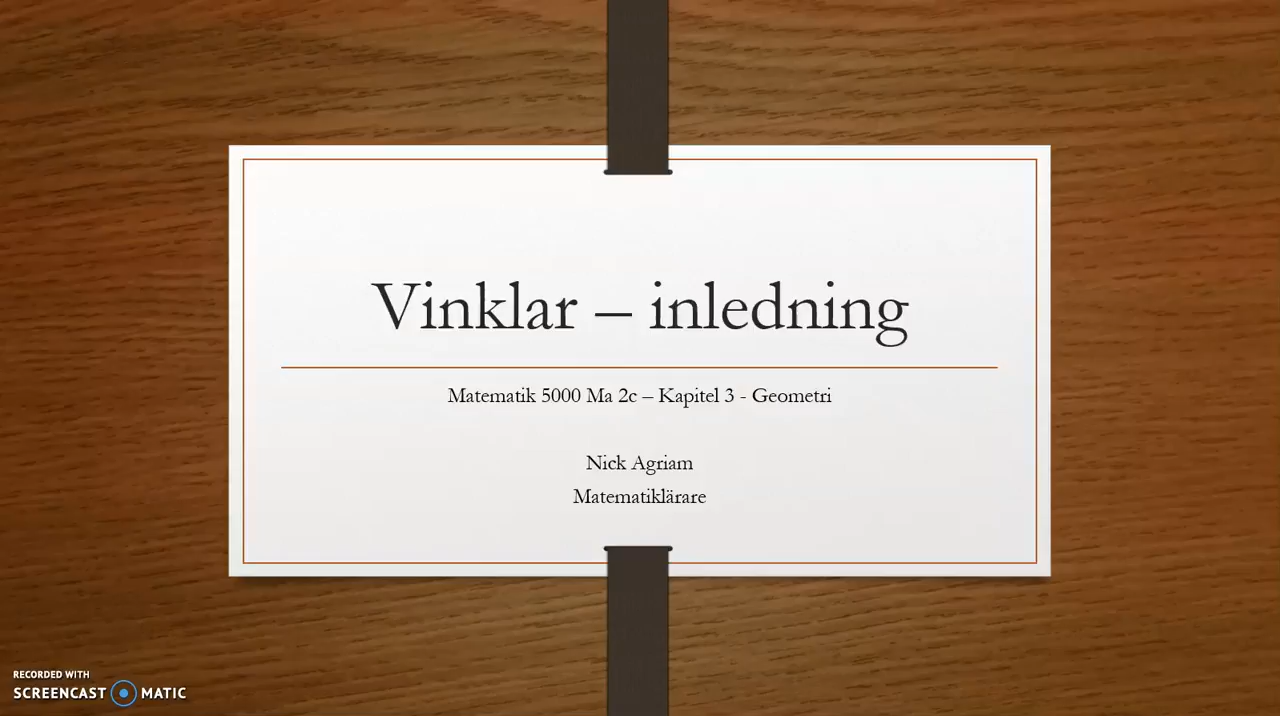 Vinklar – inledning
Matematik 5000 Ma 2c – Kapitel 3 - Geometri
Nick Agriam
Matematiklärare
RECORDED WITH
SCREENCAST MATIC